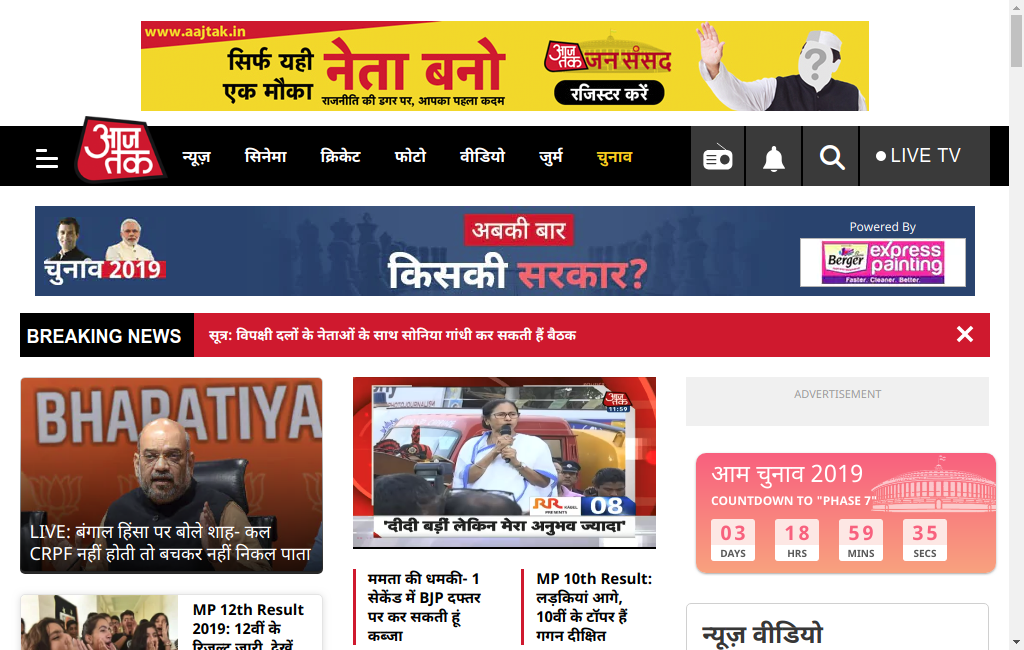 www.aajtak.in
सिर्फ यही
एक मौका
नेता बनो
राजनीति की डगर पर, आपका पहला कदम
आज तक जन संसद
रजिस्टर करें
?
आज
तक
न्यूज़ सिनेमा क्रिकेट फोटो वीडियो जुर्म चुनाव
LIVE TV
चुनाव 2019
अबकी बार
किसकी सरकार?
Powered By
Berger express painting
Faster. Cleaner. Better.
BREAKING NEWS
सूत्र: विपक्षी दलों के नेताओं के साथ सोनिया गांधी कर सकती हैं बैठक
BHARATIYA
LIVE: बंगाल हिंसा पर बोले शाह- कल
CRPF नहीं होती तो बचकर नहीं निकल पाता
MP 12th Result
2019: 12वीं के
रिजल्ट जारी, देखें
आज तक
11:59
RR KABEL
PRESENTS
08
'दीदी बड़ीं लेकिन मेरा अनुभव ज्यादा'
ममता की धमकी- 1
सेकेंड में BJP दफ्तर
पर कर सकती हूं
कब्जा
MP 10th Result:
लड़कियां आगे,
10वीं के टॉपर हैं
गगन दीक्षित
ADVERTISEMENT
आम चुनाव 2019
COUNTDOWN TO "PHASE 7"
03 18 59 35
DAYS HRS MINS SECS
न्यूज़ वीडियो